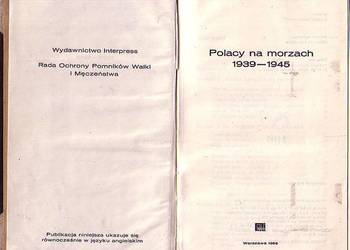 Wydawnictwo Interpress
Rada Ochrony Pomników Walki
i Męczeństwa
Publikacja niniejsza ukazuje się
równocześnie w języku angielskim
Polacy na morzach
1939—1945
Warszawa 1969